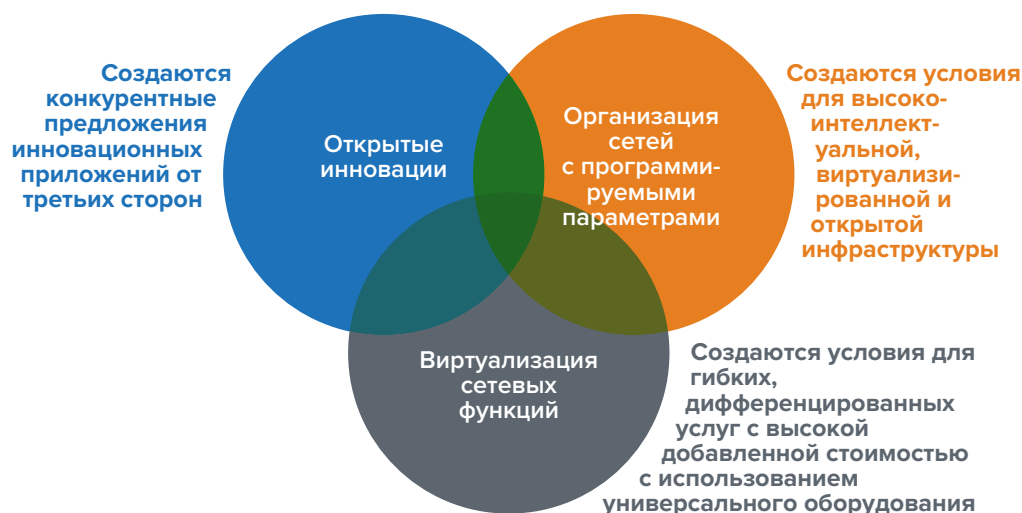 Создаются
конкурентные
предложения
инновационных
приложений от
третьих сторон
Открытые
инновации
Организация
сетей
с программи-
руемыми
параметрами
Создаются условия
для высоко-
интеллект-
уальной,
виртуализи-
рованной и
открытой
инфраструктуры
Виртуализация
сетевых
функций
Создаются условия для
гибких,
дифференцированных
услуг с высокой
добавленной стоимостью
с использованием
универсального оборудования